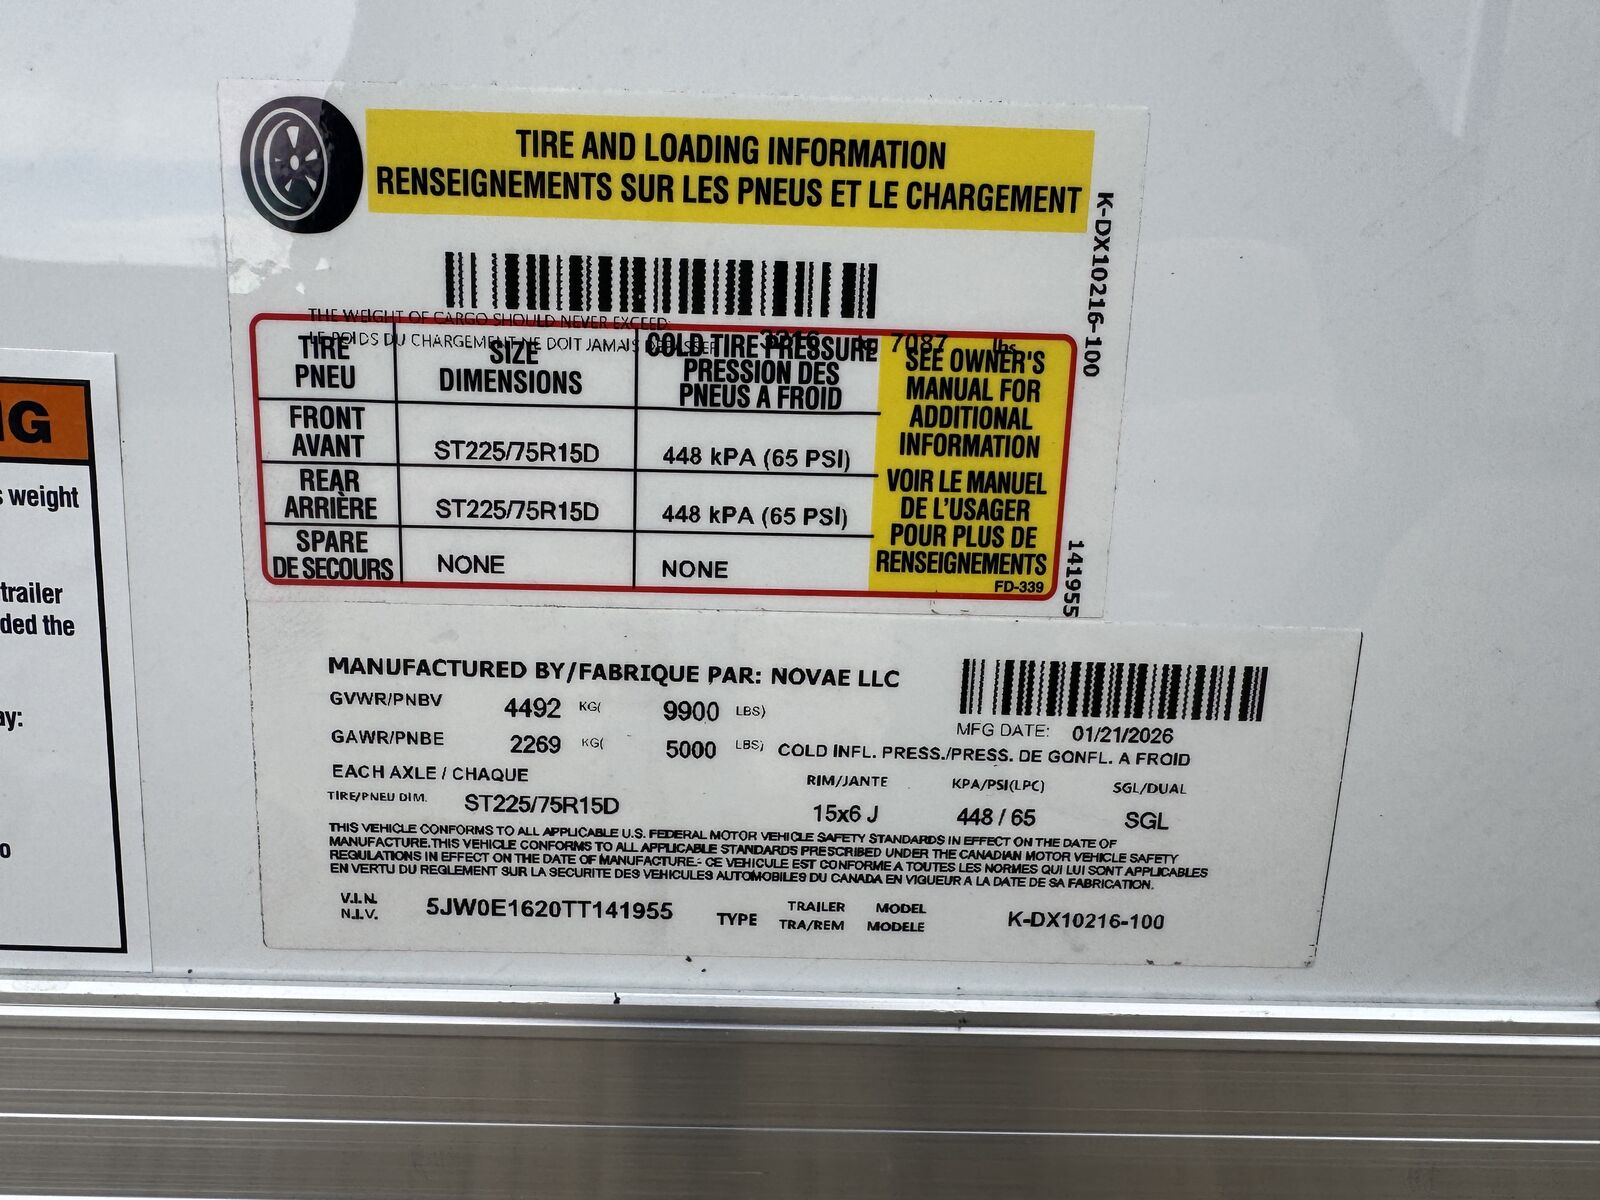 TIRE AND LOADING INFORMATION
RENSEIGNEMENTS SUR LES PNEUS ET LE CHARGEMENT
K-DX10216-100
141955
THE WEIGHT OF CARGO SHOULD NEVER EXCEED:
LE POIDS DU CHARGEMENT NE DOIT JAMAIS 7087 lbs
TIRE
PNEU
SIZE
DIMENSIONS
COLD TIRE PRESSURE
PRESSION DES
PNEUS A FROID
FRONT
AVANT
ST225/75R15D
448 kPA (65 PSI)
REAR
ARRIÈRE
ST225/75R15D
448 kPA (65 PSI)
SPARE
DE SECOURS
NONE
NONE
SEE OWNER'S
MANUAL FOR
ADDITIONAL
INFORMATION
VOIR LE MANUEL
DE L'USAGER
POUR PLUS DE
RENSEIGNEMENTS
FD-339
MANUFACTURED BY/FABRIQUE PAR: NOVAE LLC
GVWR/PNBV 4492 KG( 9900 LBS)
MFG DATE: 01/21/2026
GAWR/PNBE 2269 KG( 5000 LBS) COLD INFL. PRESS./PRESS. DE GONFL. A FROID
EACH AXLE / CHAQUE RIM/JANTE KPA/PSI(LPC) SGL/DUAL
TIRE/PNEU DIM. ST225/75R15D 15x6 J 448 / 65 SGL
THIS VEHICLE CONFORMS TO ALL APPLICABLE U.S. FEDERAL MOTOR VEHICLE SAFETY STANDARDS IN EFFECT ON THE DATE OF
MANUFACTURE.THIS VEHICLE CONFORMS TO ALL APPLICABLE STANDARDS PRESCRIBED UNDER THE CANADIAN MOTOR VEHICLE SAFETY
REGULATIONS IN EFFECT ON THE DATE OF MANUFACTURE.- CE VEHICULE EST CONFORME A TOUTES LES NORMES QUI LUI SONT APPLICABLES
EN VERTU DU REGLEMENT SUR LA SECURITE DES VEHICULES AUTOMOBILES DU CANADA EN VIGUEUR A LA DATE DE SA FABRICATION.
V.I.N.
N.I.V.
5JW0E1620TT141955
TYPE
TRAILER
TRA/REM
MODEL
MODELE
K-DX10216-100
weight
trailer
ded the